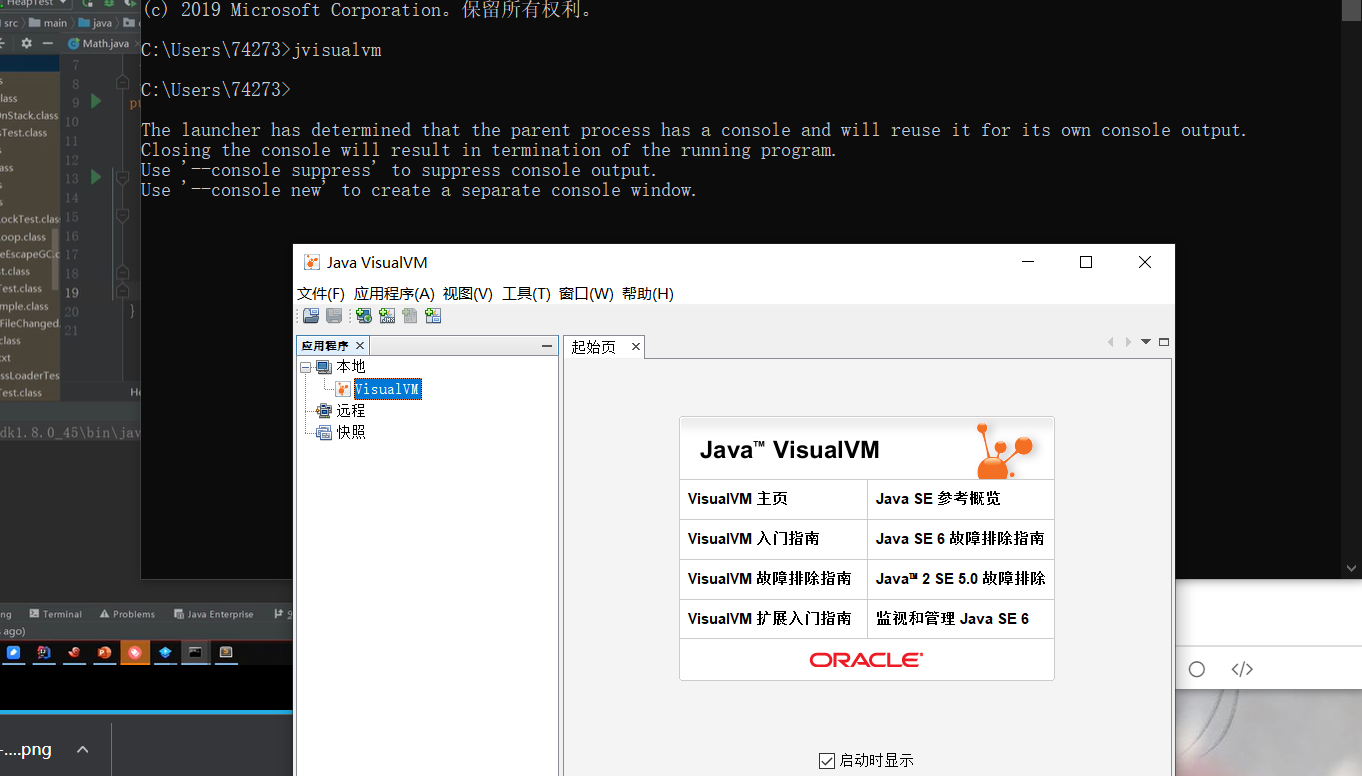 HeapTest
(c) 2019 Microsoft Corporation。保留所有权利。
src main java
Math.java
C:\Users\74273>jvisualvm
C:\Users\74273>
The launcher has determined that the parent process has a console and will reuse it for its own console output.
Closing the console will result in termination of the running program.
Use '--console suppress' to suppress console output.
Use '--console new' to create a separate console window.
7
8
9 pu
10
11
12
13
14
15
16
17
18
19
20 }
21
lass
nStack.class
sTest.class
ass
ockTest.clas
oop.class
eEscapeGC.c
t.class
Test.class
mple.class
FileChanged.
class
txt
ssLoaderTes
Test.class
dk1.8.0_45\bin\jav
Java VisualVM
文件(F) 应用程序(A) 视图(V) 工具(T) 窗口(W) 帮助(H)
应用程序
本地
VisualVM
远程
快照
起始页
Java™ VisualVM
VisualVM 主页
Java SE 参考概览
VisualVM 入门指南
Java SE 6 故障排除指南
VisualVM 故障排除指南
Java™ 2 SE 5.0 故障排除
VisualVM 扩展入门指南
监视和管理 Java SE 6
ORACLE
启动时显示
ng Terminal Problems Java Enterprise
ago)
-....png